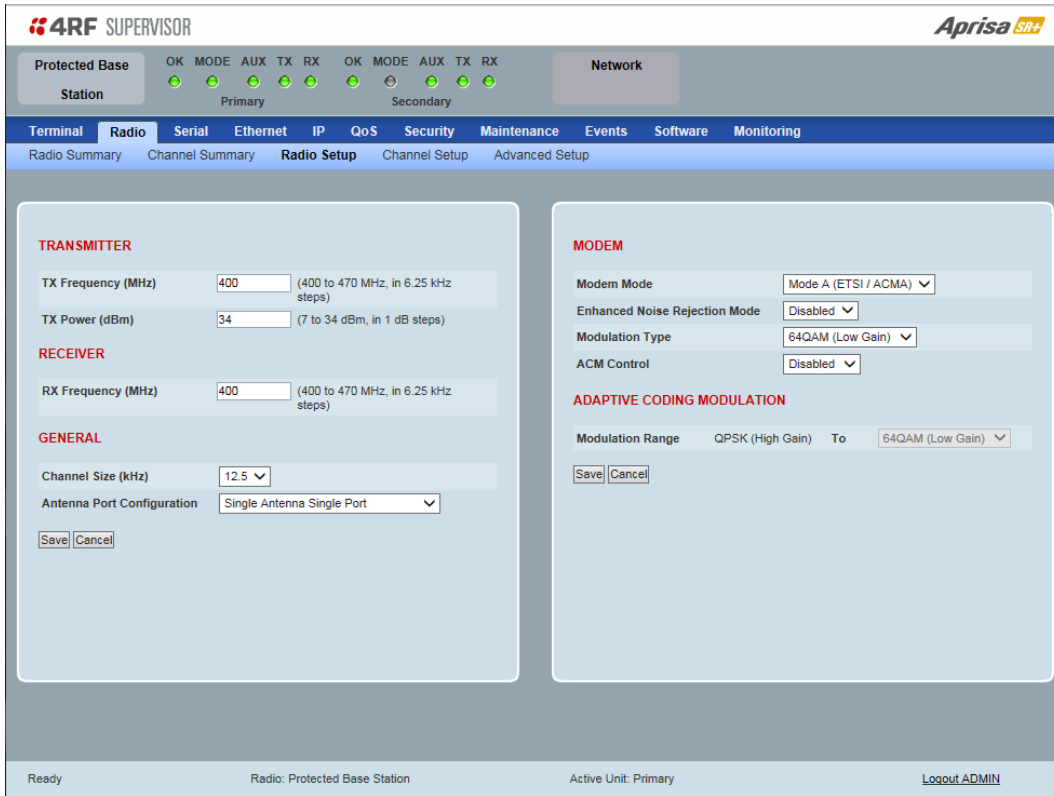 4RF SUPERVISOR
Aprisa SR+
Protected Base Station
OK MODE AUX TX RX
Primary
OK MODE AUX TX RX
Secondary
Network
Terminal Radio Serial Ethernet IP QoS Security Maintenance Events Software Monitoring
Radio Summary Channel Summary Radio Setup Channel Setup Advanced Setup
TRANSMITTER
TX Frequency (MHz) 400 (400 to 470 MHz, in 6.25 kHz
steps)
TX Power (dBm) 34 (7 to 34 dBm, in 1 dB steps)
RECEIVER
RX Frequency (MHz) 400 (400 to 470 MHz, in 6.25 kHz
steps)
GENERAL
Channel Size (kHz) 12.5
Antenna Port Configuration Single Antenna Single Port
Save Cancel
MODEM
Modem Mode Mode A (ETSI / ACMA)
Enhanced Noise Rejection Mode Disabled
Modulation Type 64QAM (Low Gain)
ACM Control Disabled
ADAPTIVE CODING MODULATION
Modulation Range QPSK (High Gain) To 64QAM (Low Gain)
Save Cancel
Ready Radio: Protected Base Station Active Unit: Primary Logout ADMIN